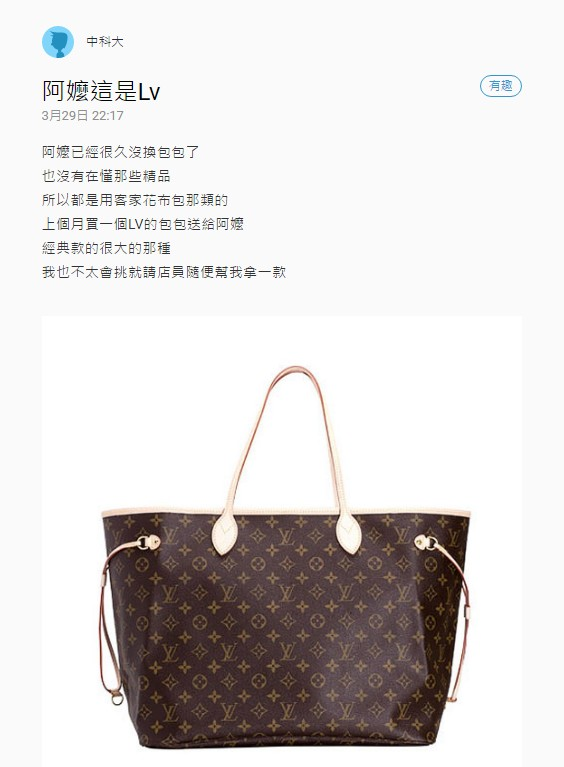 中科大
阿嬤這是Lv
有趣
3月29日 22:17
阿嬤已經很久沒換包包了
也沒有在懂那些精品
所以都是用客家花布包那類的
上個月買一個LV的包包送給阿嬤
經典款的很大的那種
我也不太會挑就請店員隨便幫我拿一款